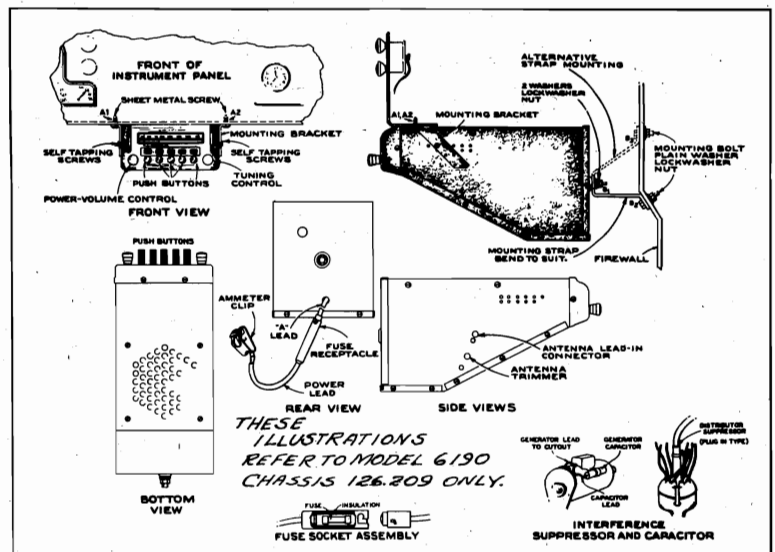 FRONT OF
INSTRUMENT PANEL
A1
SHEET METAL SCREW
A2
MOUNTING BRACKET
SELF TAPPING
SCREWS
SELF TAPPING
SCREWS
PUSH BUTTONS
TUNING
CONTROL
POWER-VOLUME CONTROL
FRONT VIEW
ALTERNATIVE
STRAP MOUNTING
2 WASHERS
LOCKWASHER
NUT
A1, A2
MOUNTING BRACKET
MOUNTING BOLT
PLAIN WASHER
LOCKWASHER
NUT
MOUNTING STRAP
BEND TO SUIT.
FIREWALL
PUSH BUTTONS
BOTTOM
VIEW
AMMETER
CLIP
"A"
LEAD
FUSE
RECEPTACLE
POWER
LEAD
REAR VIEW
ANTENNA LEAD-IN
CONNECTOR
ANTENNA
TRIMMER
SIDE VIEWS
THESE
ILLUSTRATIONS
REFER TO MODEL 6190
CHASSIS 126.209 ONLY.
FUSE
INSULATION
FUSE SOCKET ASSEMBLY
GENERATOR LEAD
TO CUTOUT
GENERATOR
CAPACITOR
CAPACITOR
LEAD
DISTRIBUTOR
SUPPRESSOR
(PLUG IN TYPE)
INTERFERENCE
SUPPRESSOR AND CAPACITOR